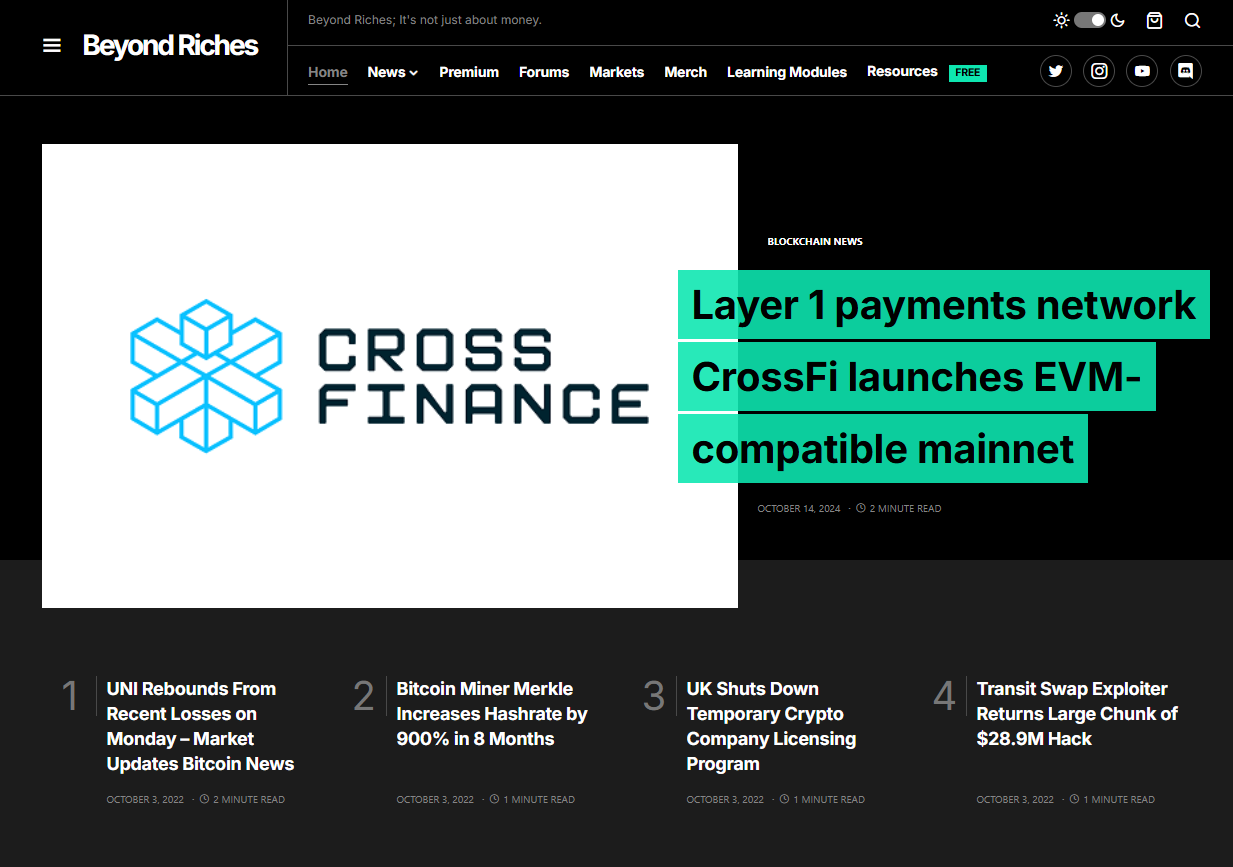 Beyond Riches
Beyond Riches; It's not just about money.
Home News Premium Forums Markets Merch Learning Modules Resources FREE
CROSS
FINANCE
BLOCKCHAIN NEWS
Layer 1 payments network
CrossFi launches EVM-
compatible mainnet
OCTOBER 14, 2024 · 2 MINUTE READ
1
UNI Rebounds From
Recent Losses on
Monday – Market
Updates Bitcoin News
OCTOBER 3, 2022 · 2 MINUTE READ
2
Bitcoin Miner Merkle
Increases Hashrate by
900% in 8 Months
OCTOBER 3, 2022 · 1 MINUTE READ
3
UK Shuts Down
Temporary Crypto
Company Licensing
Program
OCTOBER 3, 2022 · 1 MINUTE READ
4
Transit Swap Exploiter
Returns Large Chunk of
$28.9M Hack
OCTOBER 3, 2022 · 1 MINUTE READ